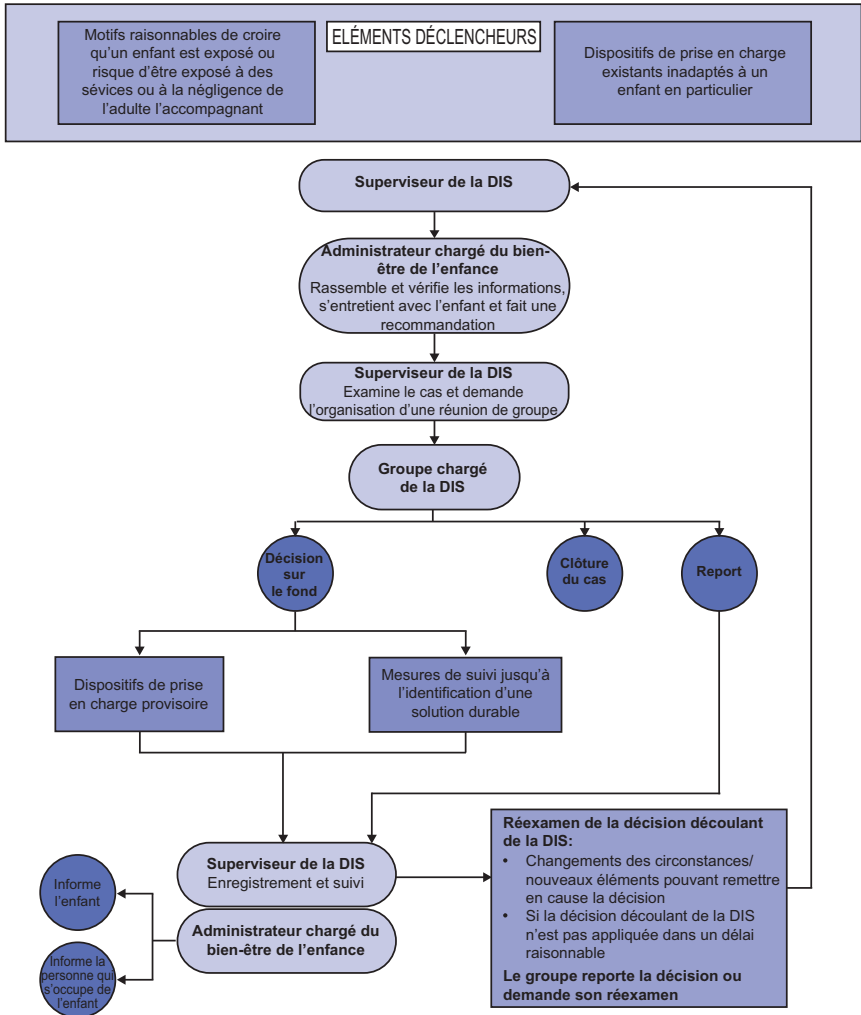 ELÉMENTS DÉCLENCHEURS
Motifs raisonnables de croire
qu'un enfant est exposé ou
risque d'être exposé à des
sévices ou à la négligence de
l'adulte l'accompagnant
Dispositifs de prise en charge
existants inadaptés à un
enfant en particulier
Superviseur de la DIS
Administrateur chargé du bien-
être de l'enfance
Rassemble et vérifie les informations,
s'entretient avec l'enfant et fait une
recommandation
Superviseur de la DIS
Examine le cas et demande
l'organisation d'une réunion de groupe
Groupe chargé
de la DIS
Décision
sur
le fond
Clôture
du cas
Report
Dispositifs de prise
en charge provisoire
Mesures de suivi jusqu'à
l'identification d'une
solution durable
Superviseur de la DIS
Enregistrement et suivi
Administrateur chargé du
bien-être de l'enfance
Informe
l'enfant
Informe la
personne qui
s'occupe de
l'enfant
Réexamen de la décision découlant
de la DIS:
• Changements des circonstances/
nouveaux éléments pouvant remettre
en cause la décision
• Si la décision découlant de la DIS
n'est pas appliquée dans un délai
raisonnable
Le groupe reporte la décision ou
demande son réexamen